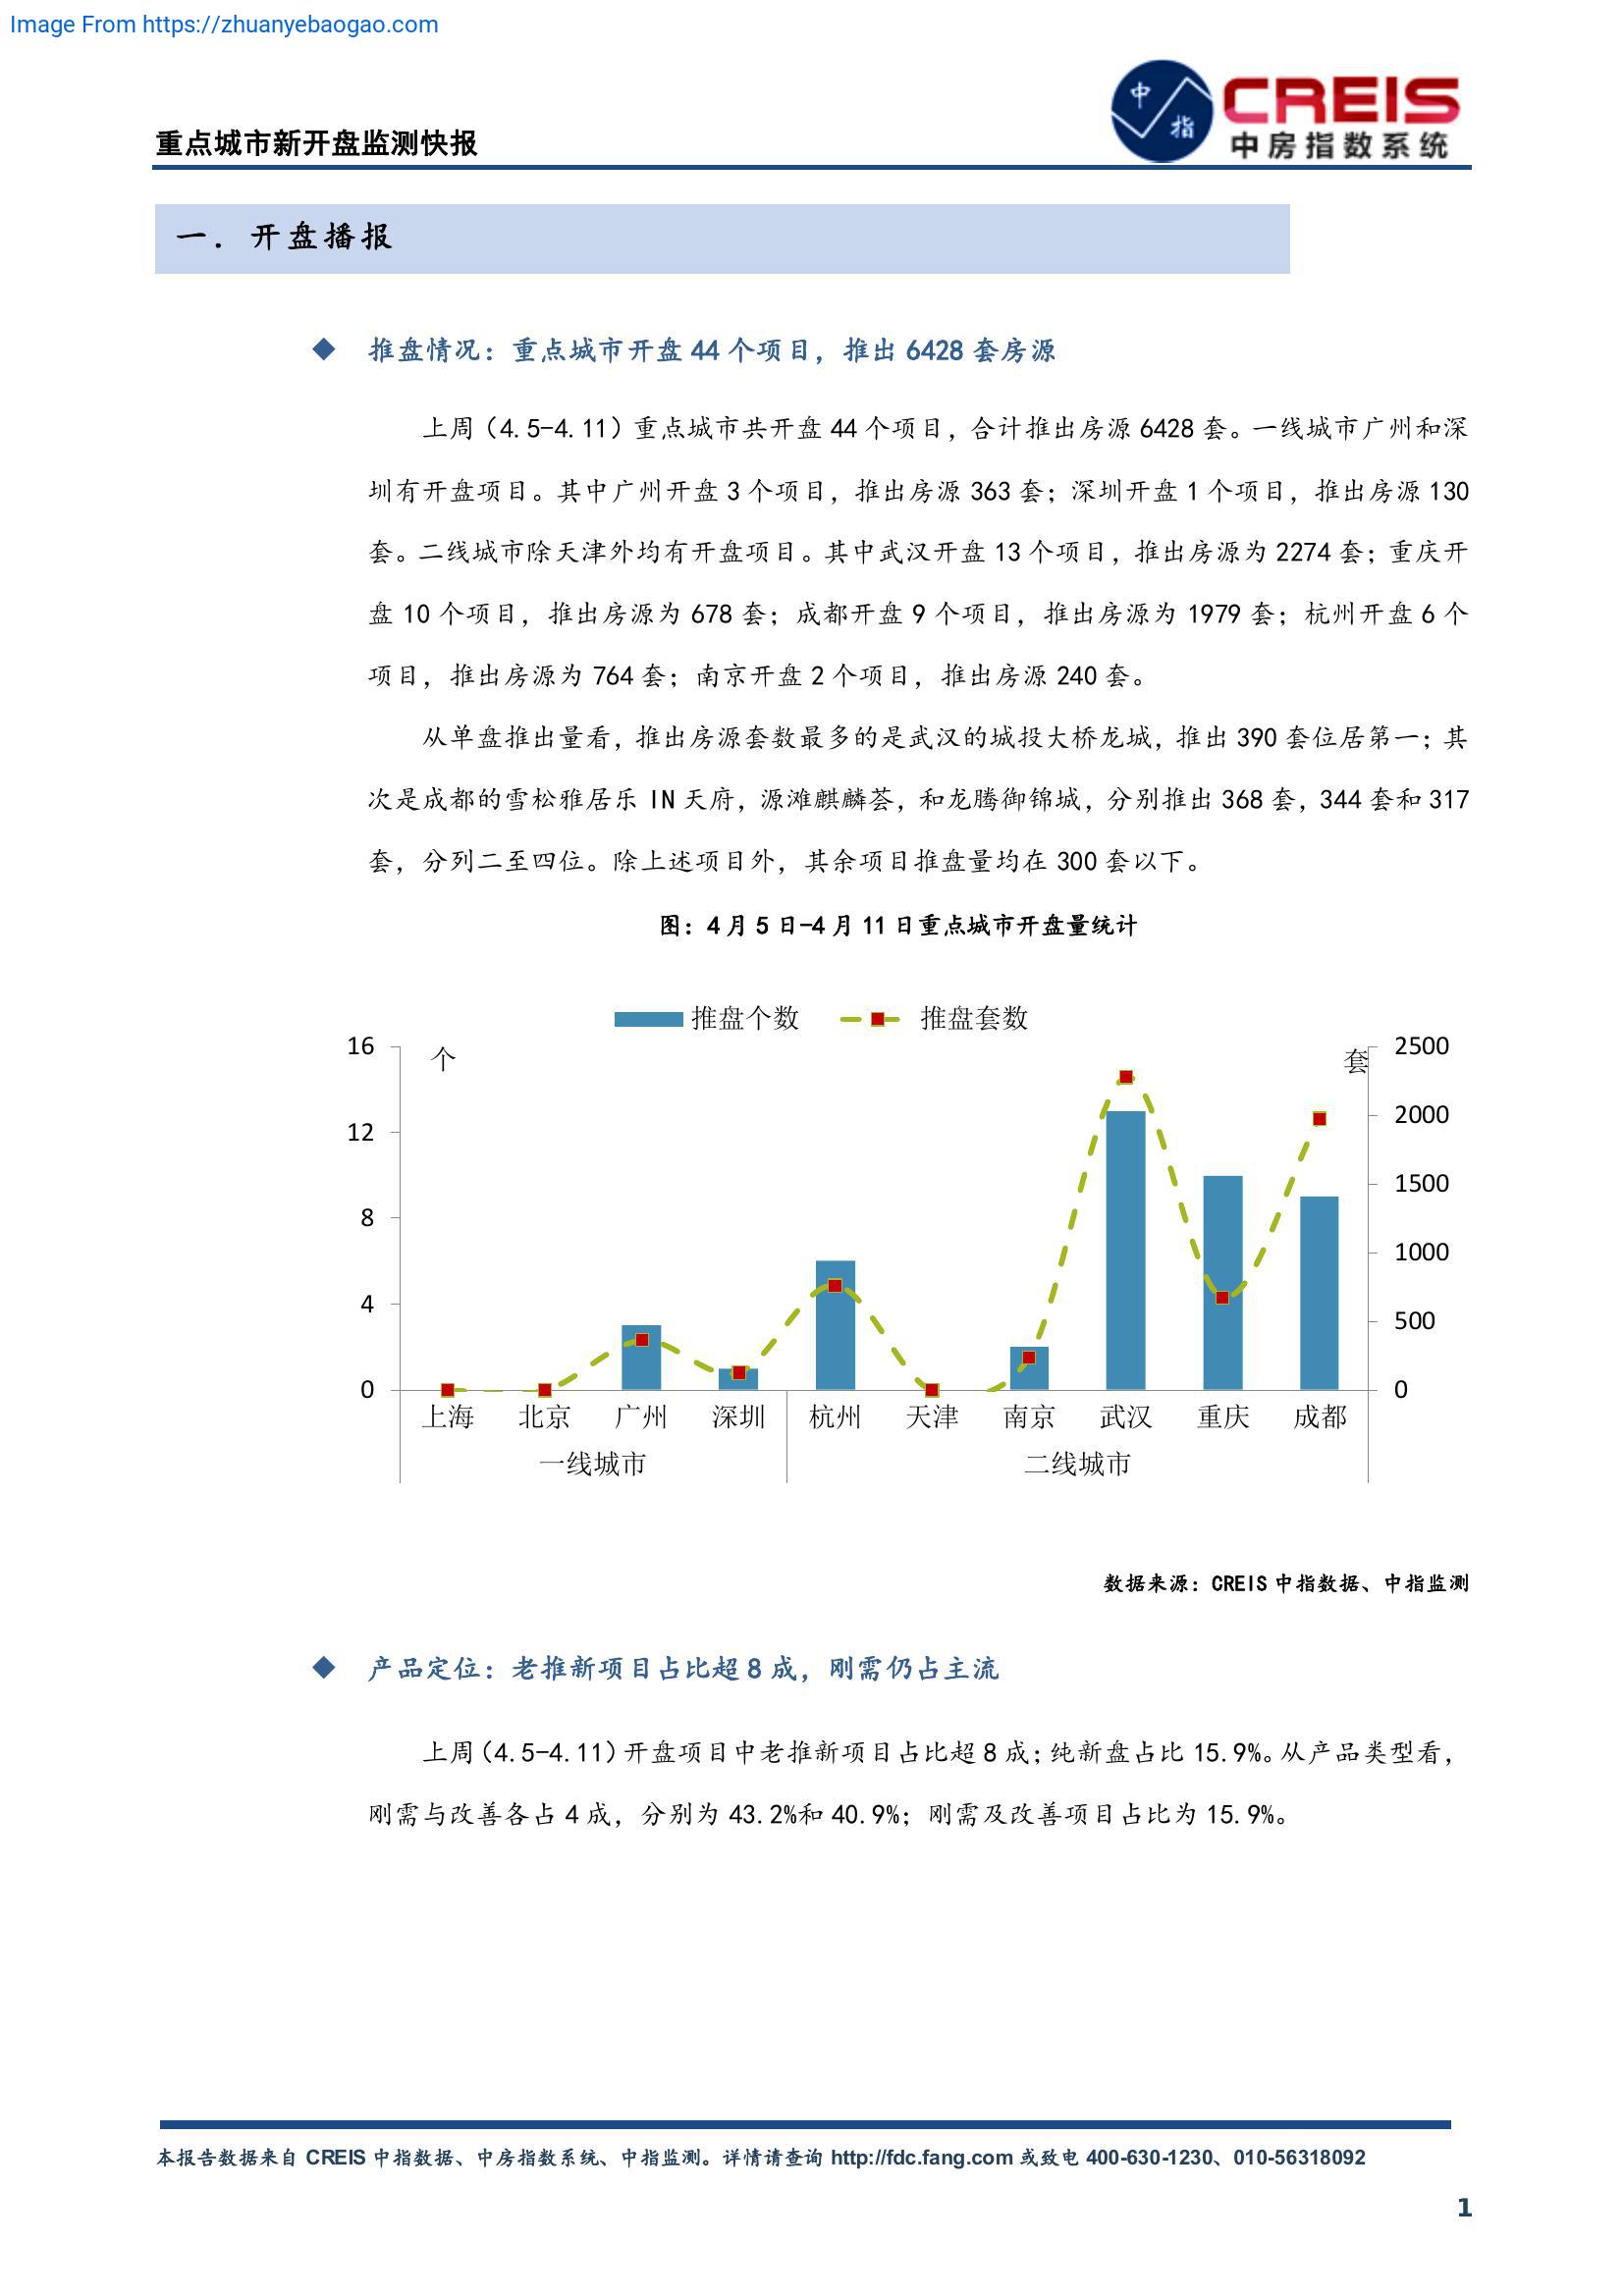 Image From https://zhuanyebaogao.com
中
指
CREIS
中房指数系统
重点城市新开盘监测快报
一. 开盘播报
◆ 推盘情况：重点城市开盘 44 个项目，推出 6428 套房源
上周（4.5-4.11）重点城市共开盘 44 个项目，合计推出房源 6428 套。一线城市广州和深
圳有开盘项目。其中广州开盘 3 个项目，推出房源 363 套；深圳开盘 1 个项目，推出房源 130
套。二线城市除天津外均有开盘项目。其中武汉开盘 13 个项目，推出房源为 2274 套；重庆开
盘 10 个项目，推出房源为 678 套；成都开盘 9 个项目，推出房源为 1979 套；杭州开盘 6 个
项目，推出房源为 764 套；南京开盘 2 个项目，推出房源 240 套。
从单盘推出量看，推出房源套数最多的是武汉的城投大桥龙城，推出 390 套位居第一；其
次是成都的雪松雅居乐 IN 天府，源滩麒麟荟，和龙腾御锦城，分别推出 368 套，344 套和 317
套，分列二至四位。除上述项目外，其余项目推盘量均在 300 套以下。
图：4 月 5 日-4 月 11 日重点城市开盘量统计
推盘个数 推盘套数
个 套
16 2500
2000
12
1500
8
1000
4
500
0 0
上海 北京 广州 深圳 杭州 天津 南京 武汉 重庆 成都
一线城市 二线城市
数据来源：CREIS 中指数据、中指监测
◆ 产品定位：老推新项目占比超 8 成，刚需仍占主流
上周（4.5-4.11）开盘项目中老推新项目占比超 8 成；纯新盘占比 15.9%。从产品类型看，
刚需与改善各占 4 成，分别为 43.2%和 40.9%；刚需及改善项目占比为 15.9%。
本报告数据来自 CREIS 中指数据、中房指数系统、中指监测。详情请查询 http://fdc.fang.com 或致电 400-630-1230、010-56318092
1